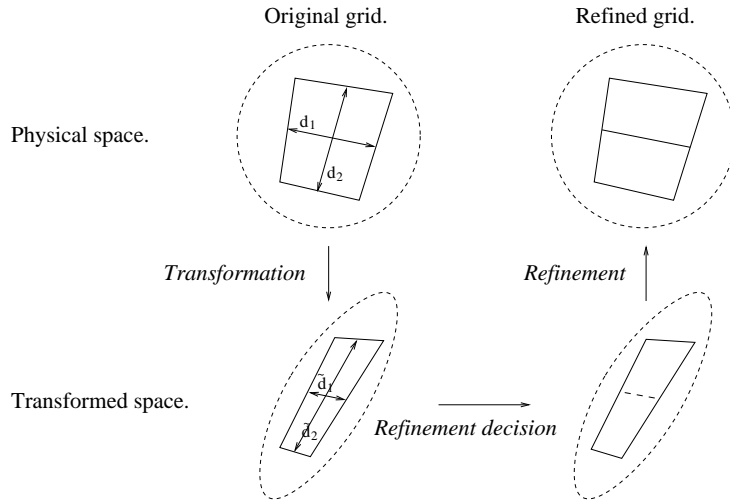 Original grid.
Refined grid.
Physical space.
d₁
d₂
Transformation
Refinement
Transformed space.
d̃₁
d̃₂
Refinement decision